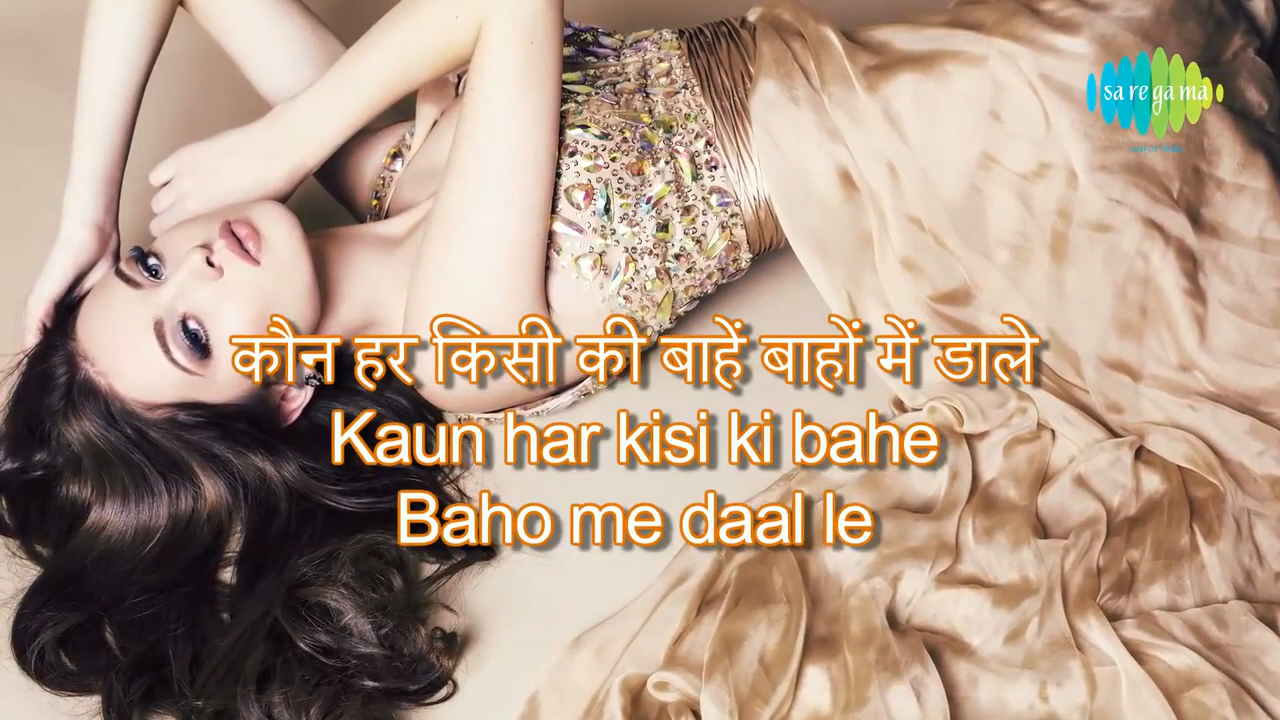 sa re ga ma
कौन हर किसी की बाहें बाहों में डाले
Kaun har kisi ki bahe
Baho me daal le